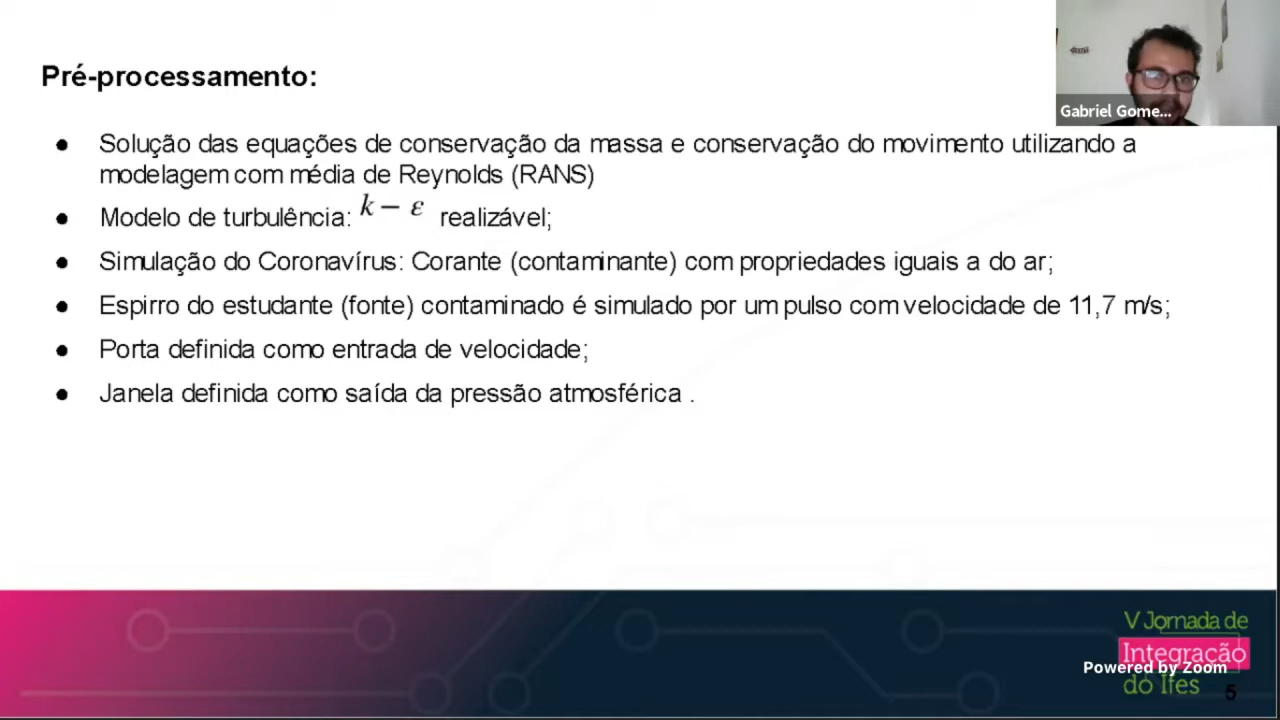 Pré-processamento:
Gabriel Gome...
● Solução das equações de conservação da massa e conservação do movimento utilizando a
modelagem com média de Reynolds (RANS)
● Modelo de turbulência: k − ε realizável;
● Simulação do Coronavírus: Corante (contaminante) com propriedades iguais a do ar;
● Espirro do estudante (fonte) contaminado é simulado por um pulso com velocidade de 11,7 m/s;
● Porta definida como entrada de velocidade;
● Janela definida como saída da pressão atmosférica .
V Jornada de
Integração
Powered by Zoom
do Ifes
5